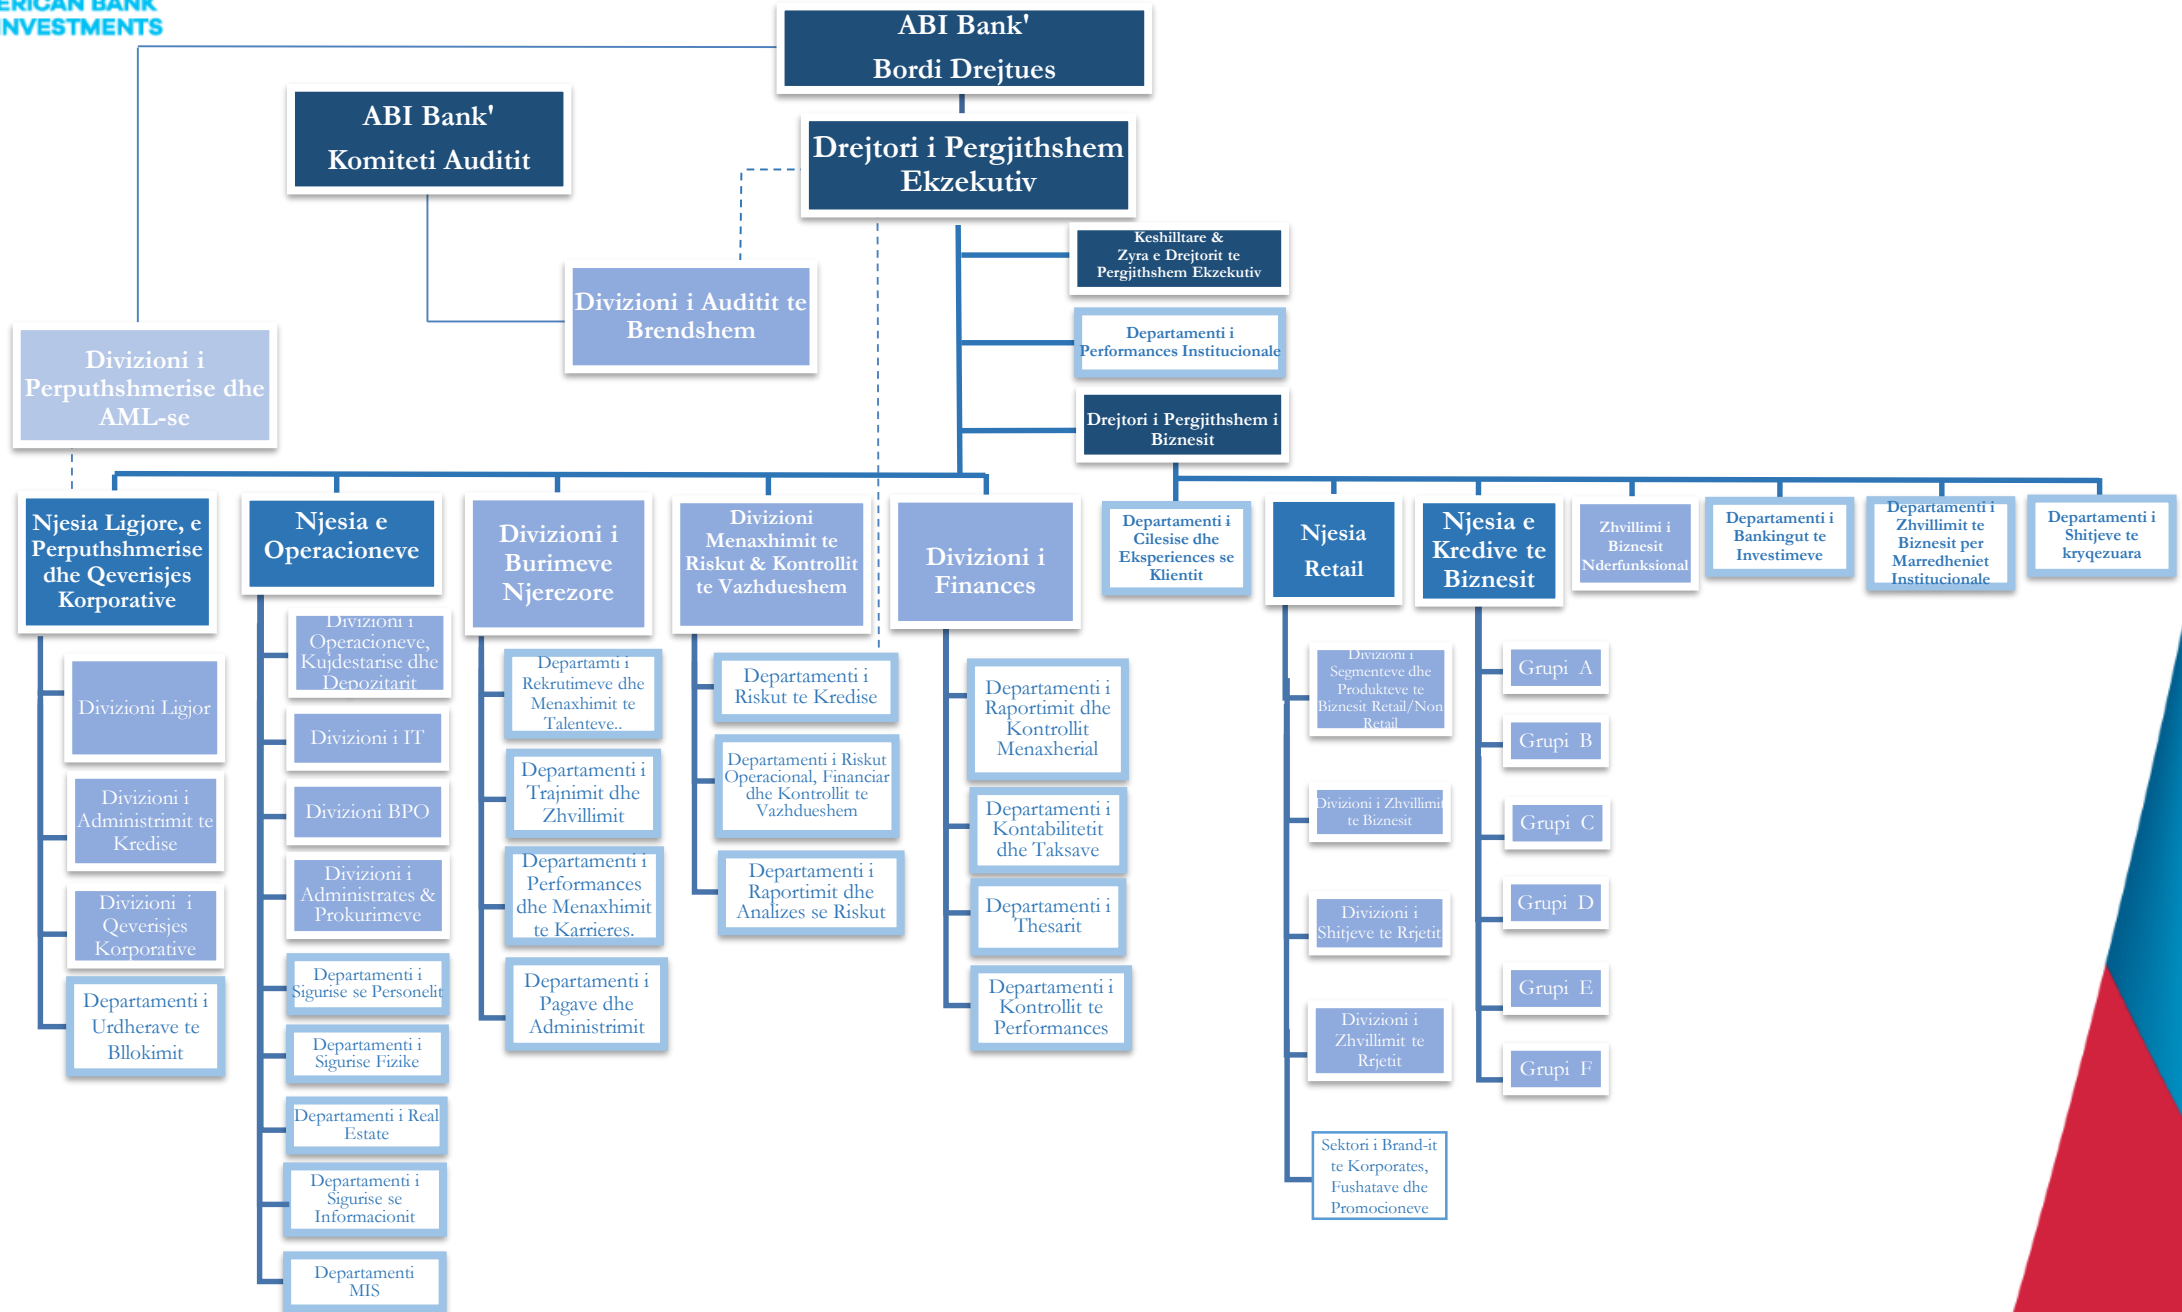 ERICAN BANK
INVESTMENTS
ABI Bank'
Bordi Drejtues
ABI Bank'
Komiteti Auditit
Drejtori i Pergjithshem
Ekzekutiv
Keshilltare &
Zyra e Drejtorit te
Pergjithshem Ekzekutiv
Divizioni i Auditit te
Brendshem
Departamenti i
Performances Institucionale
Divizioni i
Perputhshmerise dhe
AML-se
Drejtori i Pergjithshem i
Biznesit
Njesia Ligjore, e
Perputhshmerise
dhe Qeverisjes
Korporative
Njesia e
Operacioneve
Divizioni i
Burimeve
Njerezore
Divizioni
Menaxhimit te
Riskut & Kontrollit
te Vazhdueshem
Divizioni i
Finances
Departamenti i
Cilesise dhe
Eksperiences se
Klientit
Njesia
Retail
Njesia e
Kredive te
Biznesit
Zhvillimi i
Biznesit
Nderfunksional
Departamenti i
Bankingut te
Investimeve
Departamenti i
Zhvillimit te
Biznesit per
Marredheniet
Institucionale
Departamenti i
Shitjeve te
kryqezuara
Divizioni Ligjor
Divizioni i
Administrimit te
Kredise
Divizioni i
Qeverisjes
Korporative
Departamenti i
Urdherave te
Bllokimit
Divizioni i
Operacioneve,
Kujdestarise dhe
Depozitarit
Divizioni i IT
Divizioni BPO
Divizioni i
Administrates &
Prokurimeve
Departamenti i
Sigurise se Personelit
Departamenti i
Sigurise Fizike
Departamenti i Real
Estate
Departamenti i
Sigurise se
Informacionit
Departamenti
MIS
Departamti i
Rekrutimeve dhe
Menaxhimit te
Talenteve..
Departamenti i
Trajnimit dhe
Zhvillimit
Departamenti i
Performances
dhe Menaxhimit
te Karrieres.
Departamenti i
Pagave dhe
Administrimit
Departamenti i
Riskut te Kredise
Departamenti i Riskut
Operacional, Financiar
dhe Kontrollit te
Vazhdueshem
Departamenti i
Raportimit dhe
Analizes se Riskut
Departamenti i
Raportimit dhe
Kontrollit
Menaxherial
Departamenti i
Kontabilitetit
dhe Taksave
Departamenti i
Thesarit
Departamenti i
Kontrollit te
Performances
Divizioni i
Segmenteve dhe
Produkteve te
Biznesit Retail/Non
Retail
Divizioni i Zhvillimit
te Biznesit
Divizioni i
Shitjeve te Rrjetit
Divizioni i
Zhvillimit te
Rrjetit
Sektori i Brand-it
te Korporates,
Fushatave dhe
Promocioneve
Grupi A
Grupi B
Grupi C
Grupi D
Grupi E
Grupi F